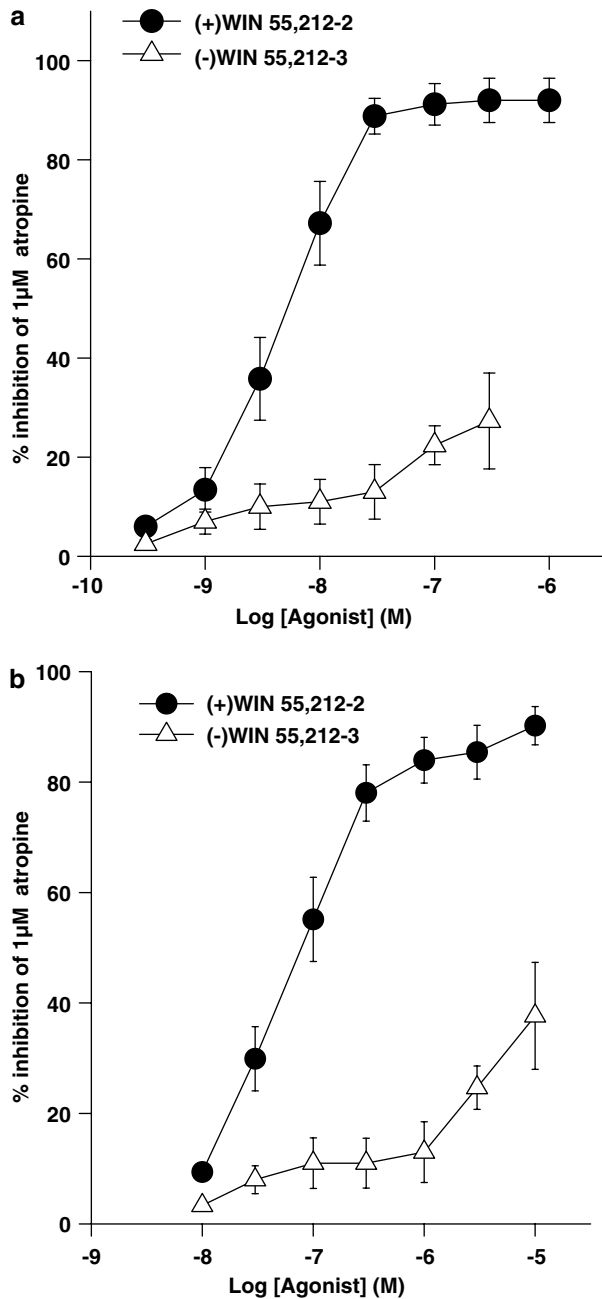 a
(+)WIN 55,212-2
(-)WIN 55,212-3
% inhibition of 1µM atropine
100
80
60
40
20
0
-10
-9
-8
-7
-6
Log [Agonist] (M)
b
(+)WIN 55,212-2
(-)WIN 55,212-3
% inhibition of 1µM atropine
100
80
60
40
20
0
-9
-8
-7
-6
-5
Log [Agonist] (M)